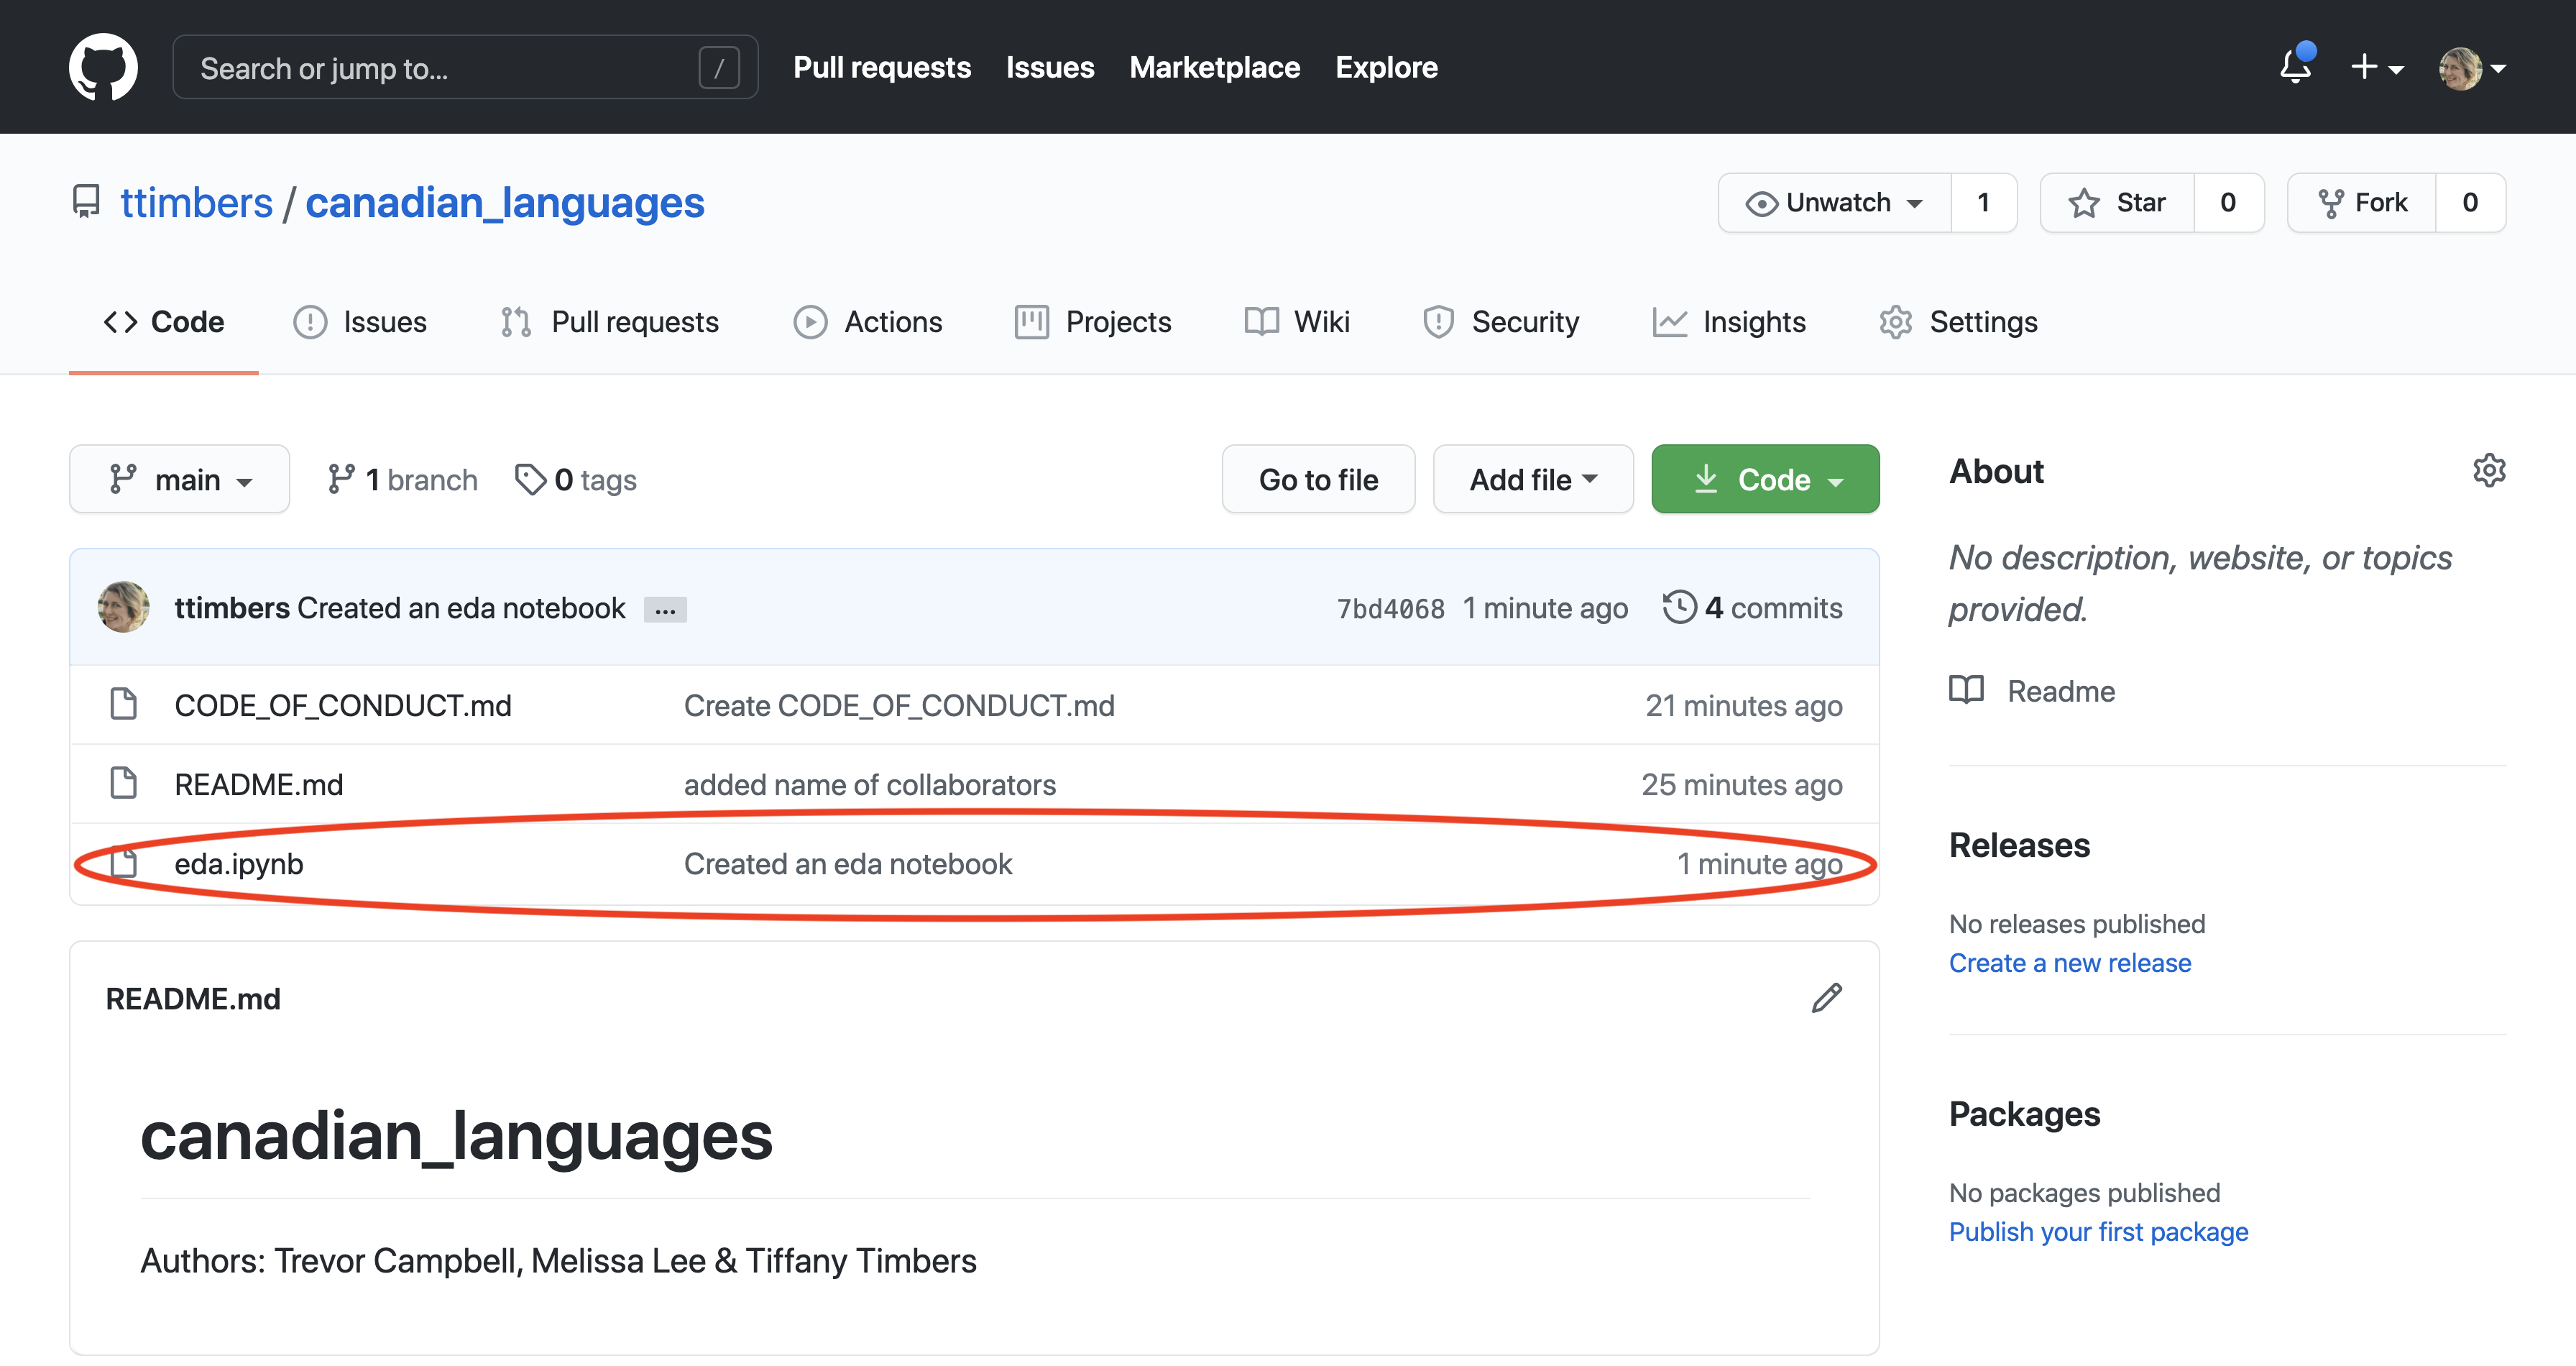 Search or jump to... / Pull requests Issues Marketplace Explore
ttimbers / canadian_languages Unwatch 1 Star 0 Fork 0
Code Issues Pull requests Actions Projects Wiki Security Insights Settings
main 1 branch 0 tags Go to file Add file Code
ttimbers Created an eda notebook ... 7bd4068 1 minute ago 4 commits
CODE_OF_CONDUCT.md Create CODE_OF_CONDUCT.md 21 minutes ago
README.md added name of collaborators 25 minutes ago
eda.ipynb Created an eda notebook 1 minute ago
README.md
canadian_languages
Authors: Trevor Campbell, Melissa Lee & Tiffany Timbers
About
No description, website, or topics
provided.
Readme
Releases
No releases published
Create a new release
Packages
No packages published
Publish your first package